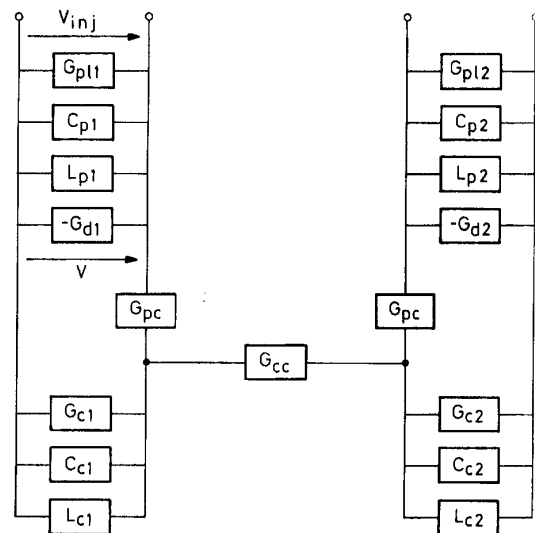 V_inj
G_pl1 G_pl2
C_p1 C_p2
L_p1 L_p2
-G_d1 -G_d2
V
G_pc G_pc
G_cc
G_c1 G_c2
C_c1 C_c2
L_c1 L_c2